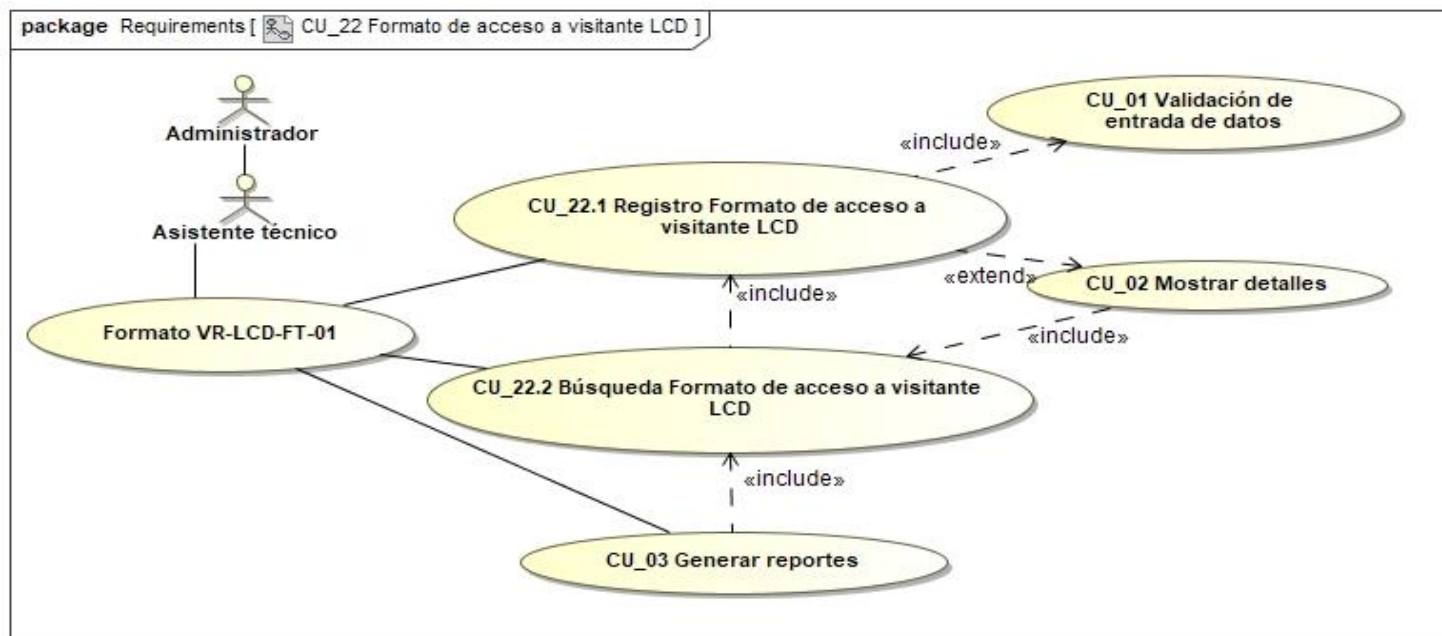 package Requirements [ CU_22 Formato de acceso a visitante LCD ]
Administrador
Asistente técnico
Formato VR-LCD-FT-01
CU_01 Validación de
entrada de datos
«include»
CU_22.1 Registro Formato de acceso a
visitante LCD
«extend»
CU_02 Mostrar detalles
«include»
«include»
CU_22.2 Búsqueda Formato de acceso a visitante
LCD
«include»
CU_03 Generar reportes